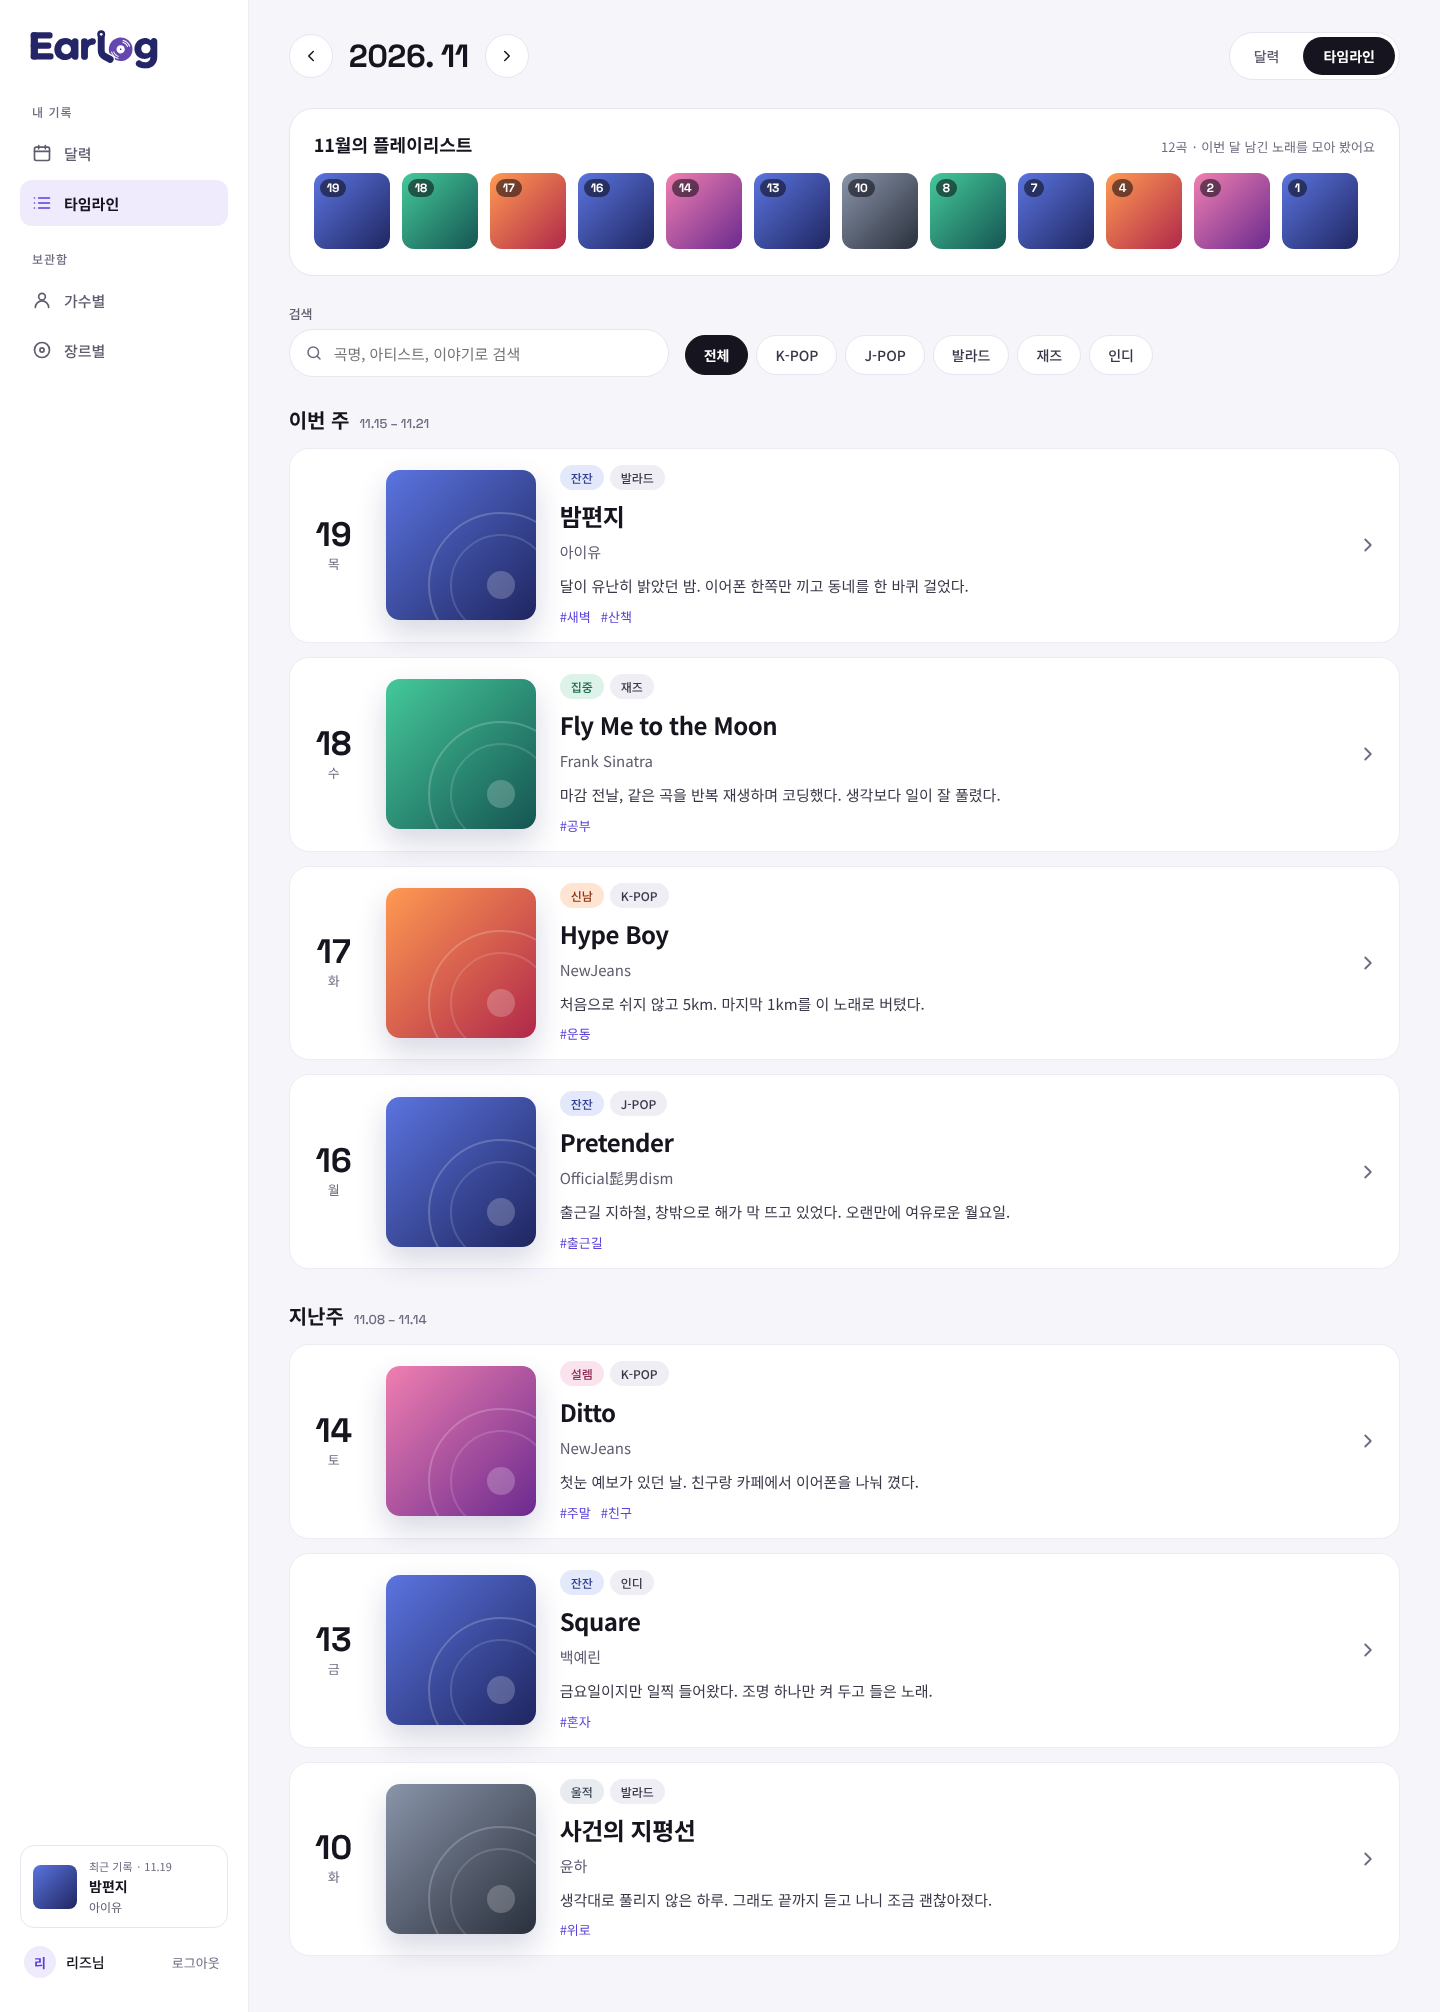 Earlog
내 기록
달력
타임라인
보관함
가수별
장르별
최근 기록 · 11.19
밤편지
아이유
리
리즈님
로그아웃
2026. 11
달력
타임라인
11월의 플레이리스트
12곡 · 이번 달 남긴 노래를 모아 봤어요
19 18 17 16 14 13 10 8 7 4 2 1
검색
곡명, 아티스트, 이야기로 검색
전체 K-POP J-POP 발라드 재즈 인디
이번 주 11.15 – 11.21
19
목
잔잔 발라드
밤편지
아이유
달이 유난히 밝았던 밤. 이어폰 한쪽만 끼고 동네를 한 바퀴 걸었다.
#새벽 #산책
18
수
집중 재즈
Fly Me to the Moon
Frank Sinatra
마감 전날, 같은 곡을 반복 재생하며 코딩했다. 생각보다 일이 잘 풀렸다.
#공부
17
화
신남 K-POP
Hype Boy
NewJeans
처음으로 쉬지 않고 5km. 마지막 1km를 이 노래로 버텼다.
#운동
16
월
잔잔 J-POP
Pretender
Official髭男dism
출근길 지하철, 창밖으로 해가 막 뜨고 있었다. 오랜만에 여유로운 월요일.
#출근길
지난주 11.08 – 11.14
14
토
설렘 K-POP
Ditto
NewJeans
첫눈 예보가 있던 날. 친구랑 카페에서 이어폰을 나눠 꼈다.
#주말 #친구
13
금
잔잔 인디
Square
백예린
금요일이지만 일찍 들어왔다. 조명 하나만 켜 두고 들은 노래.
#혼자
10
화
울적 발라드
사건의 지평선
윤하
생각대로 풀리지 않은 하루. 그래도 끝까지 듣고 나니 조금 괜찮아졌다.
#위로